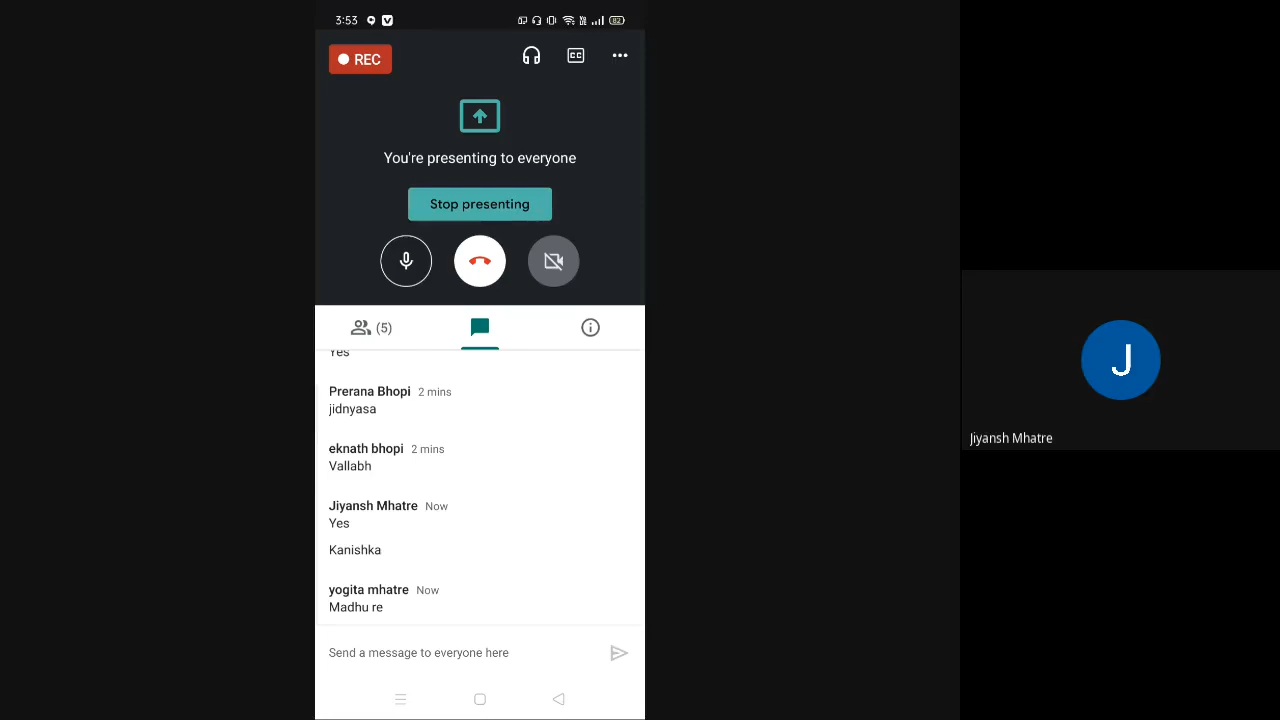 3:53
82
REC
CC
You're presenting to everyone
Stop presenting
(5)
Yes
Prerana Bhopi 2 mins
jidnyasa
eknath bhopi 2 mins
Vallabh
Jiyansh Mhatre Now
Yes
Kanishka
yogita mhatre Now
Madhu re
Send a message to everyone here
J
Jiyansh Mhatre